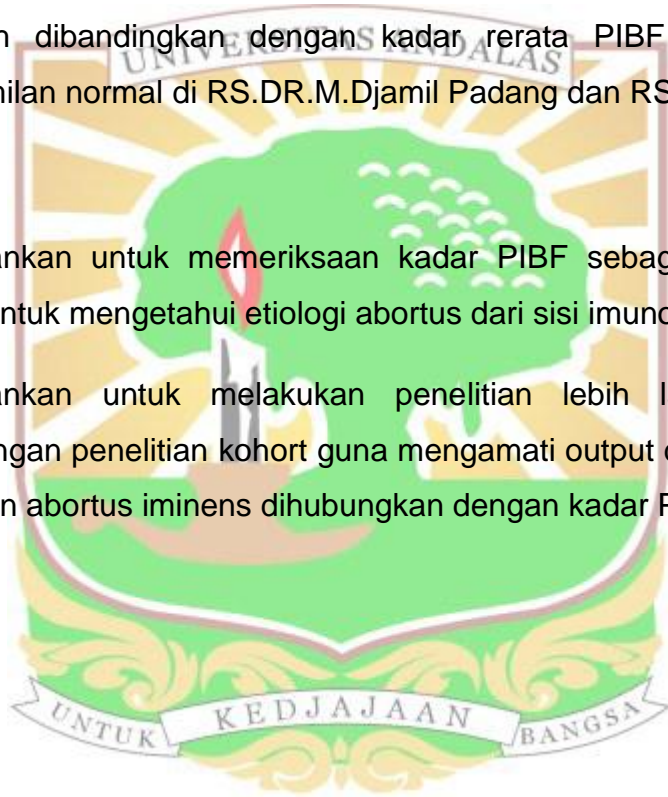 n dibandingkan dengan kadar rerata PIBF
UNIVERSITAS ANDALAS
nilan normal di RS.DR.M.Djamil Padang dan RS
ankan untuk memeriksaan kadar PIBF sebag
ntuk mengetahui etiologi abortus dari sisi imuno
ankan untuk melakukan penelitian lebih l
ngan penelitian kohort guna mengamati output
n abortus iminens dihubungkan dengan kadar P
UNTUK KEDJAJAAN BANGSA